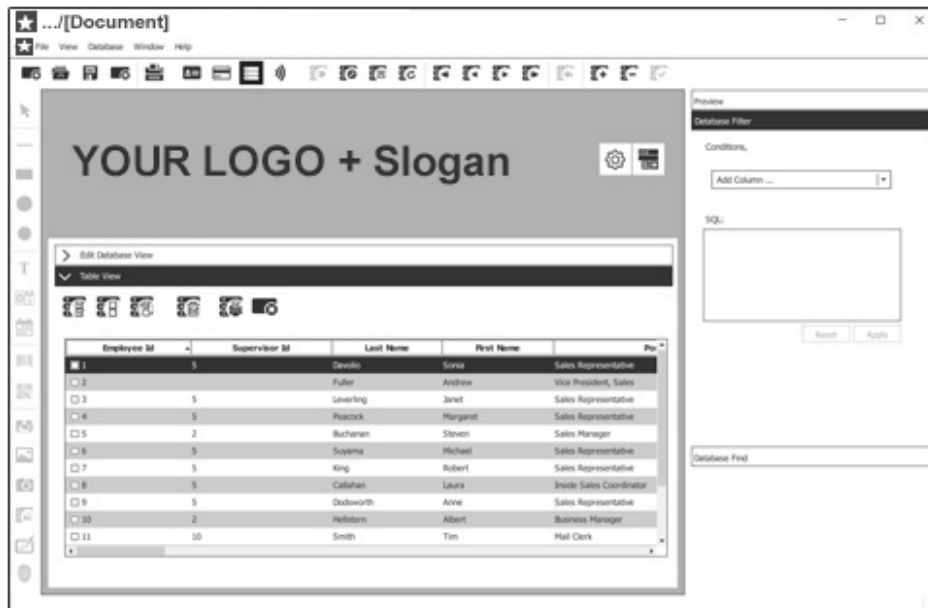 .../[Document]
File View Database Window Help
Preview
Database Filter
YOUR LOGO + Slogan
Conditions,
Add Column ...
SQL:
Edit Database View
Table View
Reset Apply
Employee Id Supervisor Id Last Name First Name Pos
1 5 Davolio Sonia Sales Representative
2 Fuller Andrew Vice President, Sales
3 5 Leverling Janet Sales Representative
4 5 Peacock Margaret Sales Representative
5 2 Buchanan Steven Sales Manager
6 5 Suyama Michael Sales Representative
7 5 King Robert Sales Representative
8 5 Callahan Laura Inside Sales Coordinator
9 5 Dodsworth Anne Sales Representative
10 2 Hellstern Albert Business Manager
11 10 Smith Tim Mail Clerk
Database Find